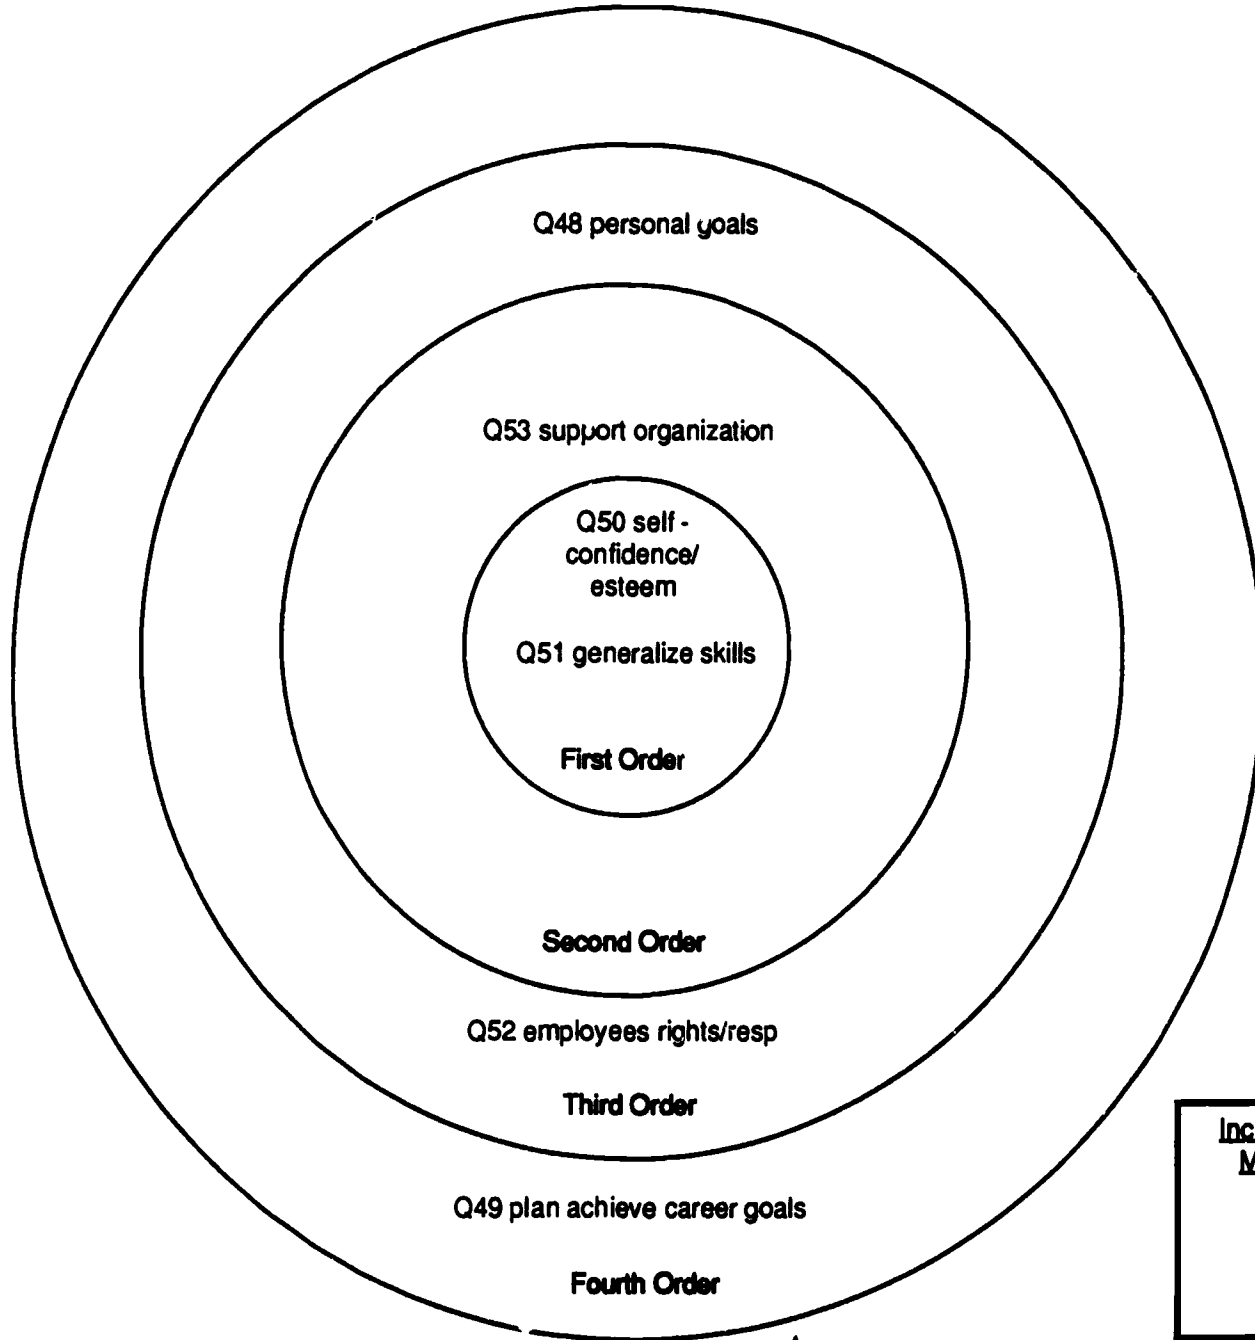 Q48 personal goals
Q53 support organization
Q50 self -
confidence/
esteem
Q51 generalize skills
First Order
Second Order
Q52 employees rights/resp
Third Order
Q49 plan achieve career goals
Fourth Order